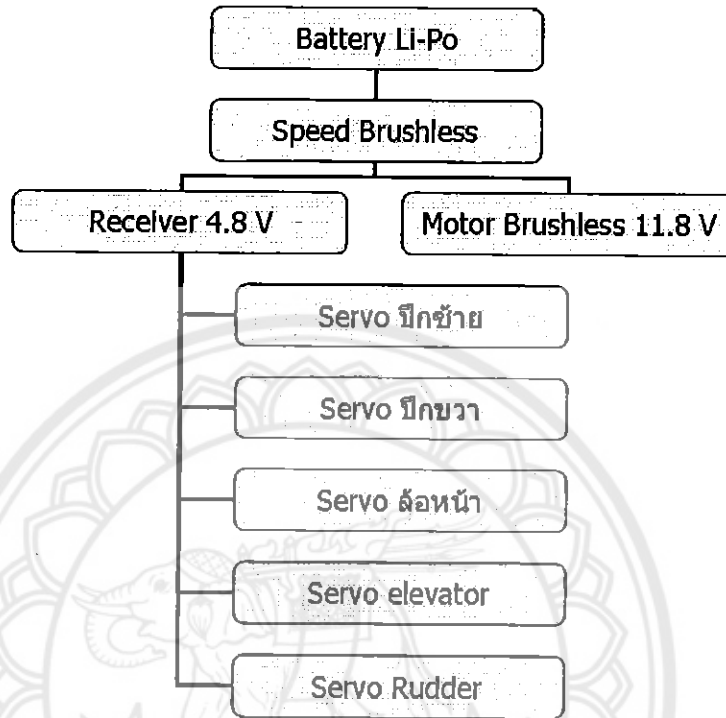 Battery Li-Po
Speed Brushless
Receiver 4.8 V
Motor Brushless 11.8 V
Servo ปีกซ้าย
Servo ปีกขวา
Servo ล้อหน้า
Servo elevator
Servo Rudder